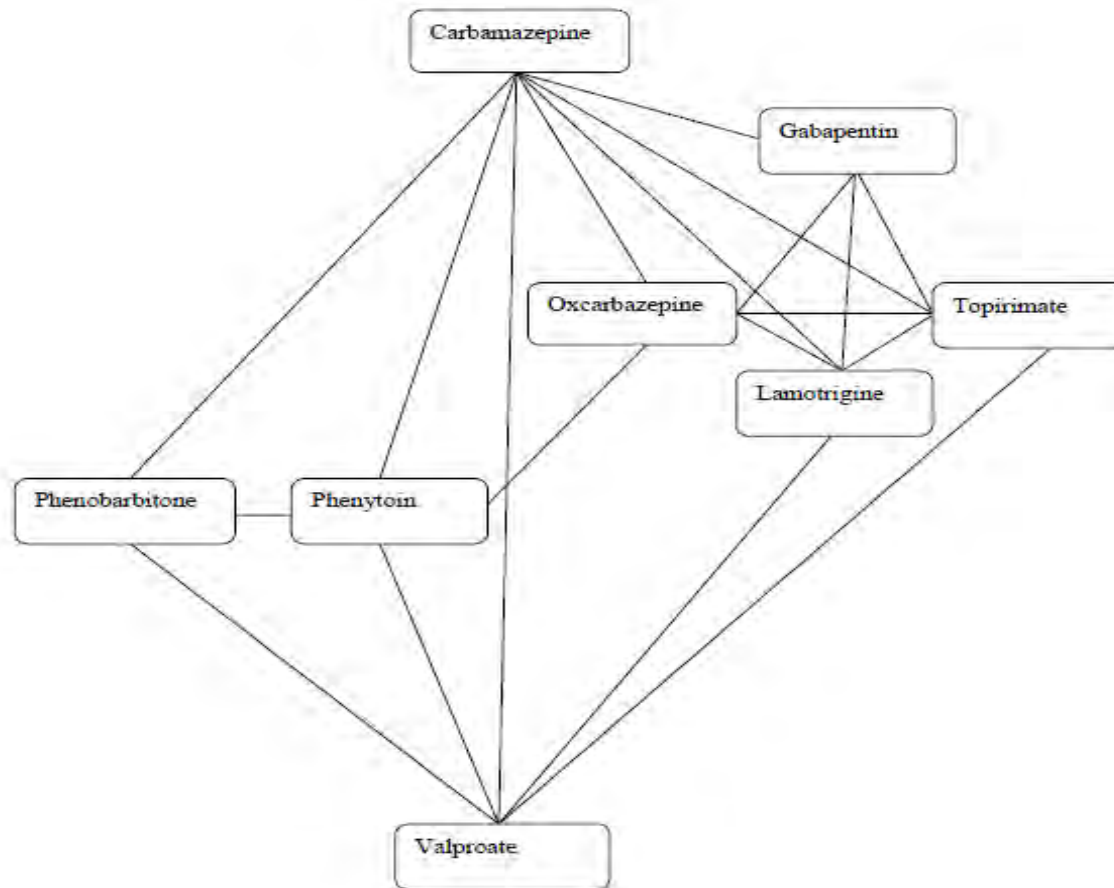 Carbamazepine
Gabapentin
Oxcarbazepine
Topirimate
Lamotrigine
Phenobarbitone
Phenytoin
Valproate